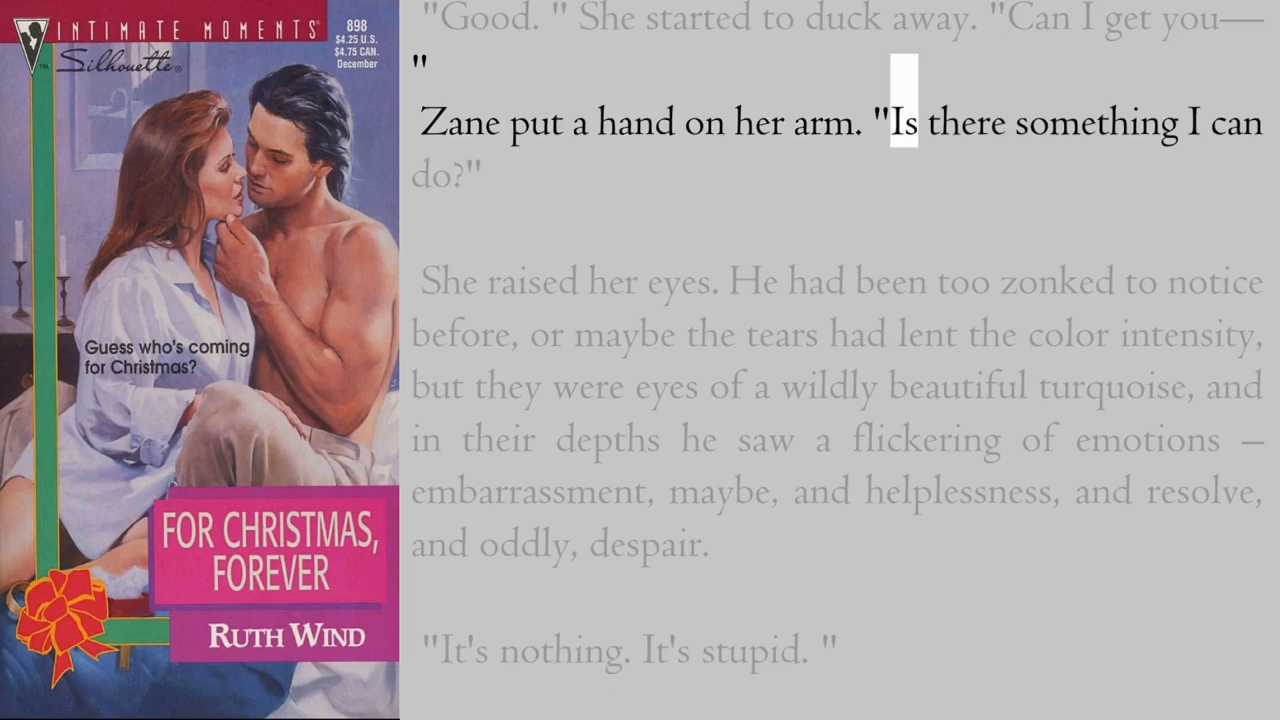 INTIMATE MOMENTS®
Silhouette®
TM
898
$4.25 U.S.
$4.75 CAN.
December
Guess who's coming
for Christmas?
FOR CHRISTMAS,
FOREVER
RUTH WIND
"Good. " She started to duck away. "Can I get you—
"
Zane put a hand on her arm. "Is there something I can
do?"
She raised her eyes. He had been too zonked to notice
before, or maybe the tears had lent the color intensity,
but they were eyes of a wildly beautiful turquoise, and
in their depths he saw a flickering of emotions –
embarrassment, maybe, and helplessness, and resolve,
and oddly, despair.
"It's nothing. It's stupid. "